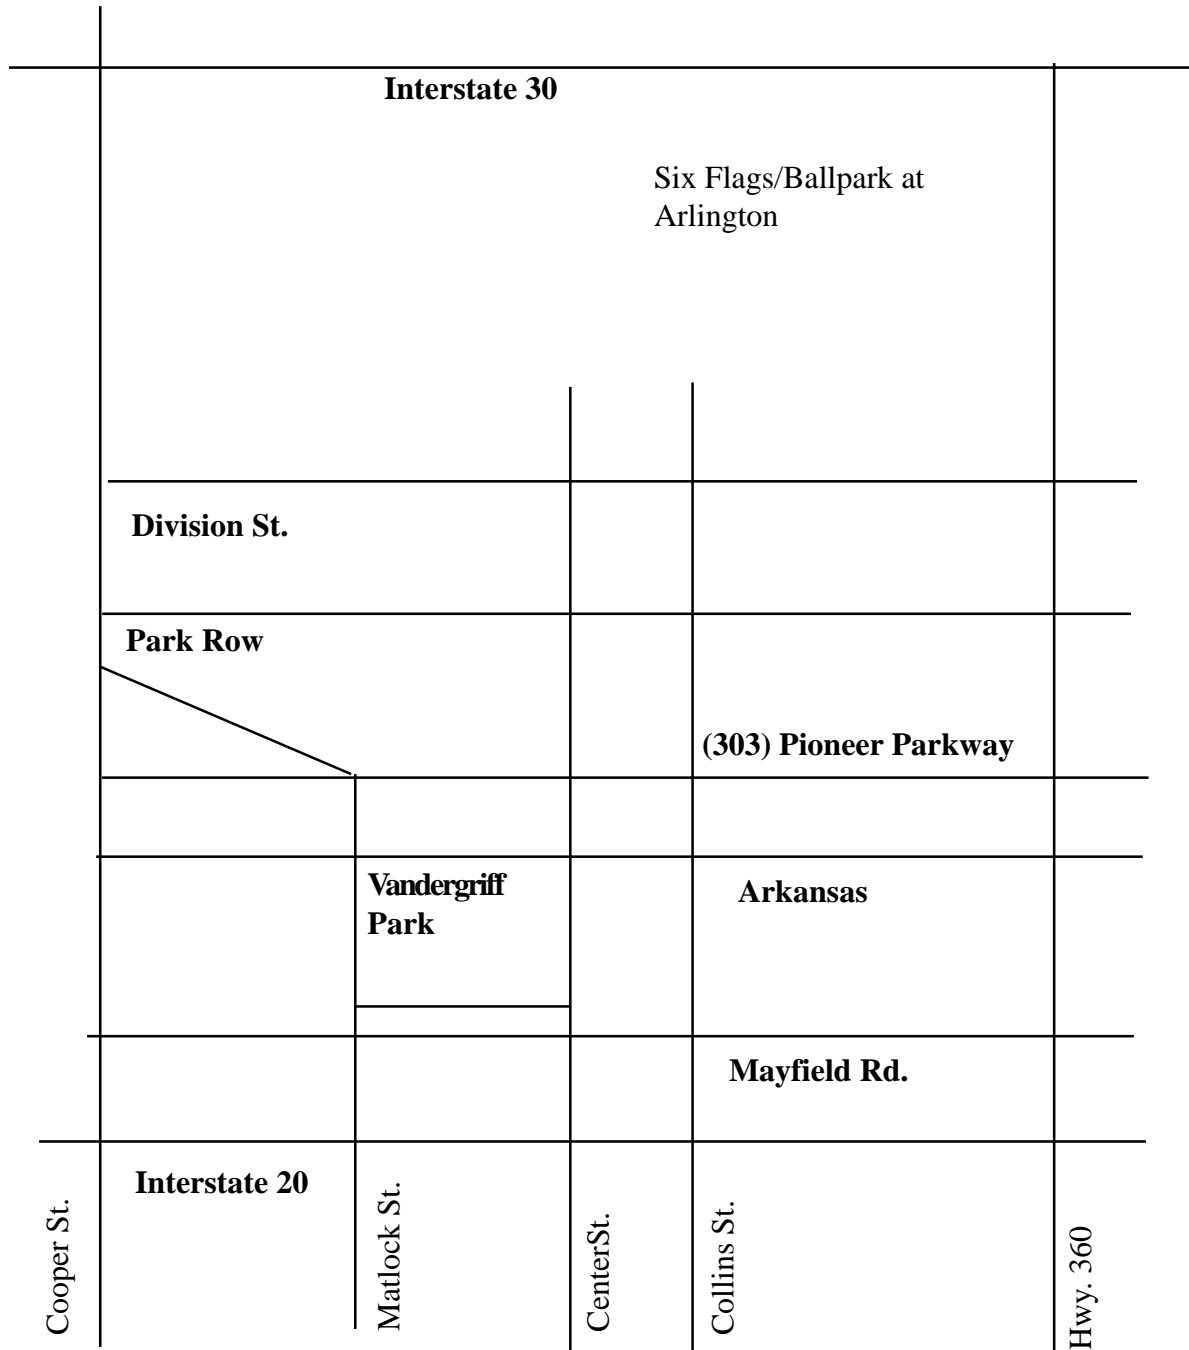 Interstate 30
Six Flags/Ballpark at
Arlington
Division St.
Park Row
(303) Pioneer Parkway
Vandergriff
Park
Arkansas
Mayfield Rd.
Interstate 20
Cooper St.
Matlock St.
CenterSt.
Collins St.
Hwy. 360